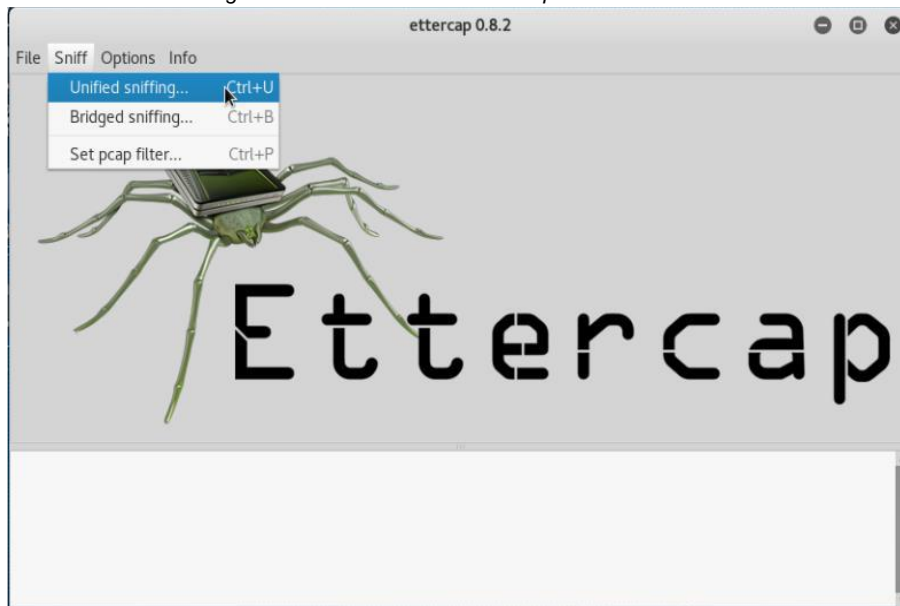 ettercap 0.8.2
File Sniff Options Info
Unified sniffing... Ctrl+U
Bridged sniffing... Ctrl+B
Set pcap filter... Ctrl+P
Ettercap